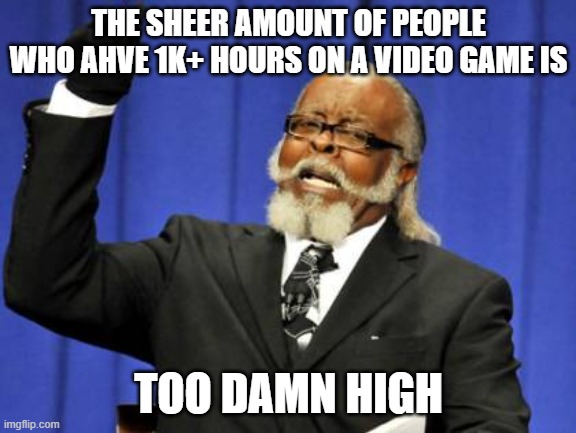 THE SHEER AMOUNT OF PEOPLE
WHO AHVE 1K+ HOURS ON A VIDEO GAME IS
TOO DAMN HIGH
imgflip.com